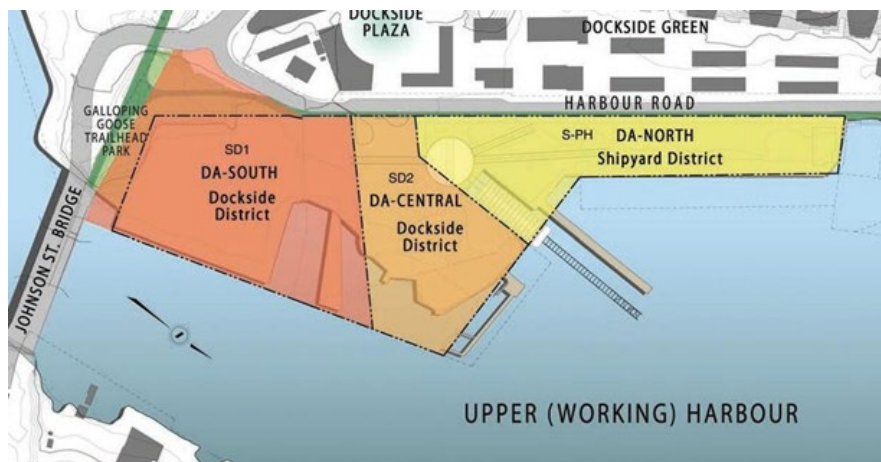 DOCKSIDE
PLAZA
DOCKSIDE GREEN
HARBOUR ROAD
GALLOPING
GOOSE
TRAILHEAD
PARK
SD1
DA-SOUTH
Dockside
District
SD2
DA-CENTRAL
Dockside
District
S-PH
DA-NORTH
Shipyard District
JOHNSON ST. BRIDGE
UPPER (WORKING) HARBOUR